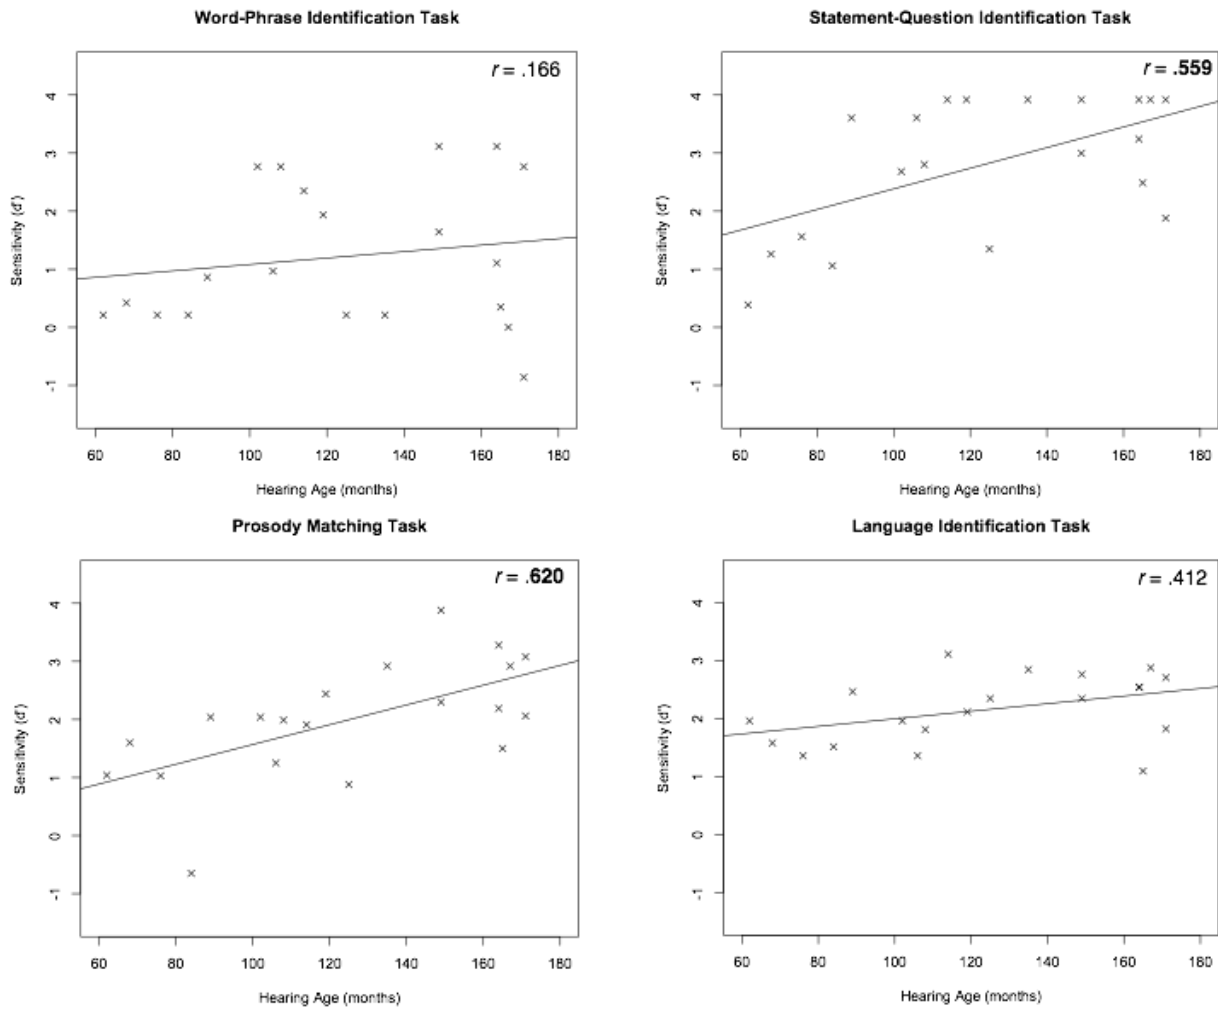 Word-Phrase Identification Task
r = .166
4
3
2
1
0
-1
Sensitivity (d')
60 80 100 120 140 160 180
Hearing Age (months)
Statement-Question Identification Task
r = .559
4
3
2
1
0
-1
Sensitivity (d')
60 80 100 120 140 160 180
Hearing Age (months)
Prosody Matching Task
r = .620
4
3
2
1
0
-1
Sensitivity (d')
60 80 100 120 140 160 180
Hearing Age (months)
Language Identification Task
r = .412
4
3
2
1
0
-1
Sensitivity (d')
60 80 100 120 140 160 180
Hearing Age (months)